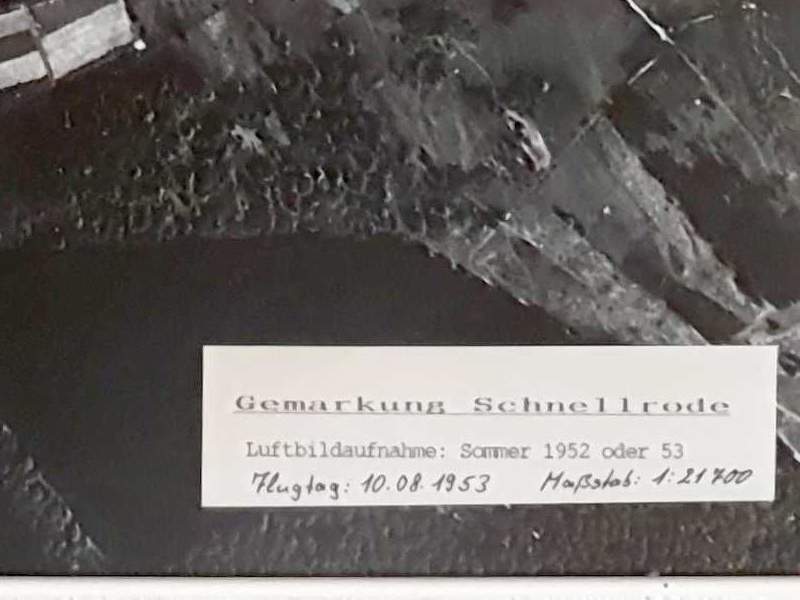 Gemarkung Schnellrode
Luftbildaufnahme: Sommer 1952 oder 53
Flugtag: 10.08.1953 Maßstab: 1:21700